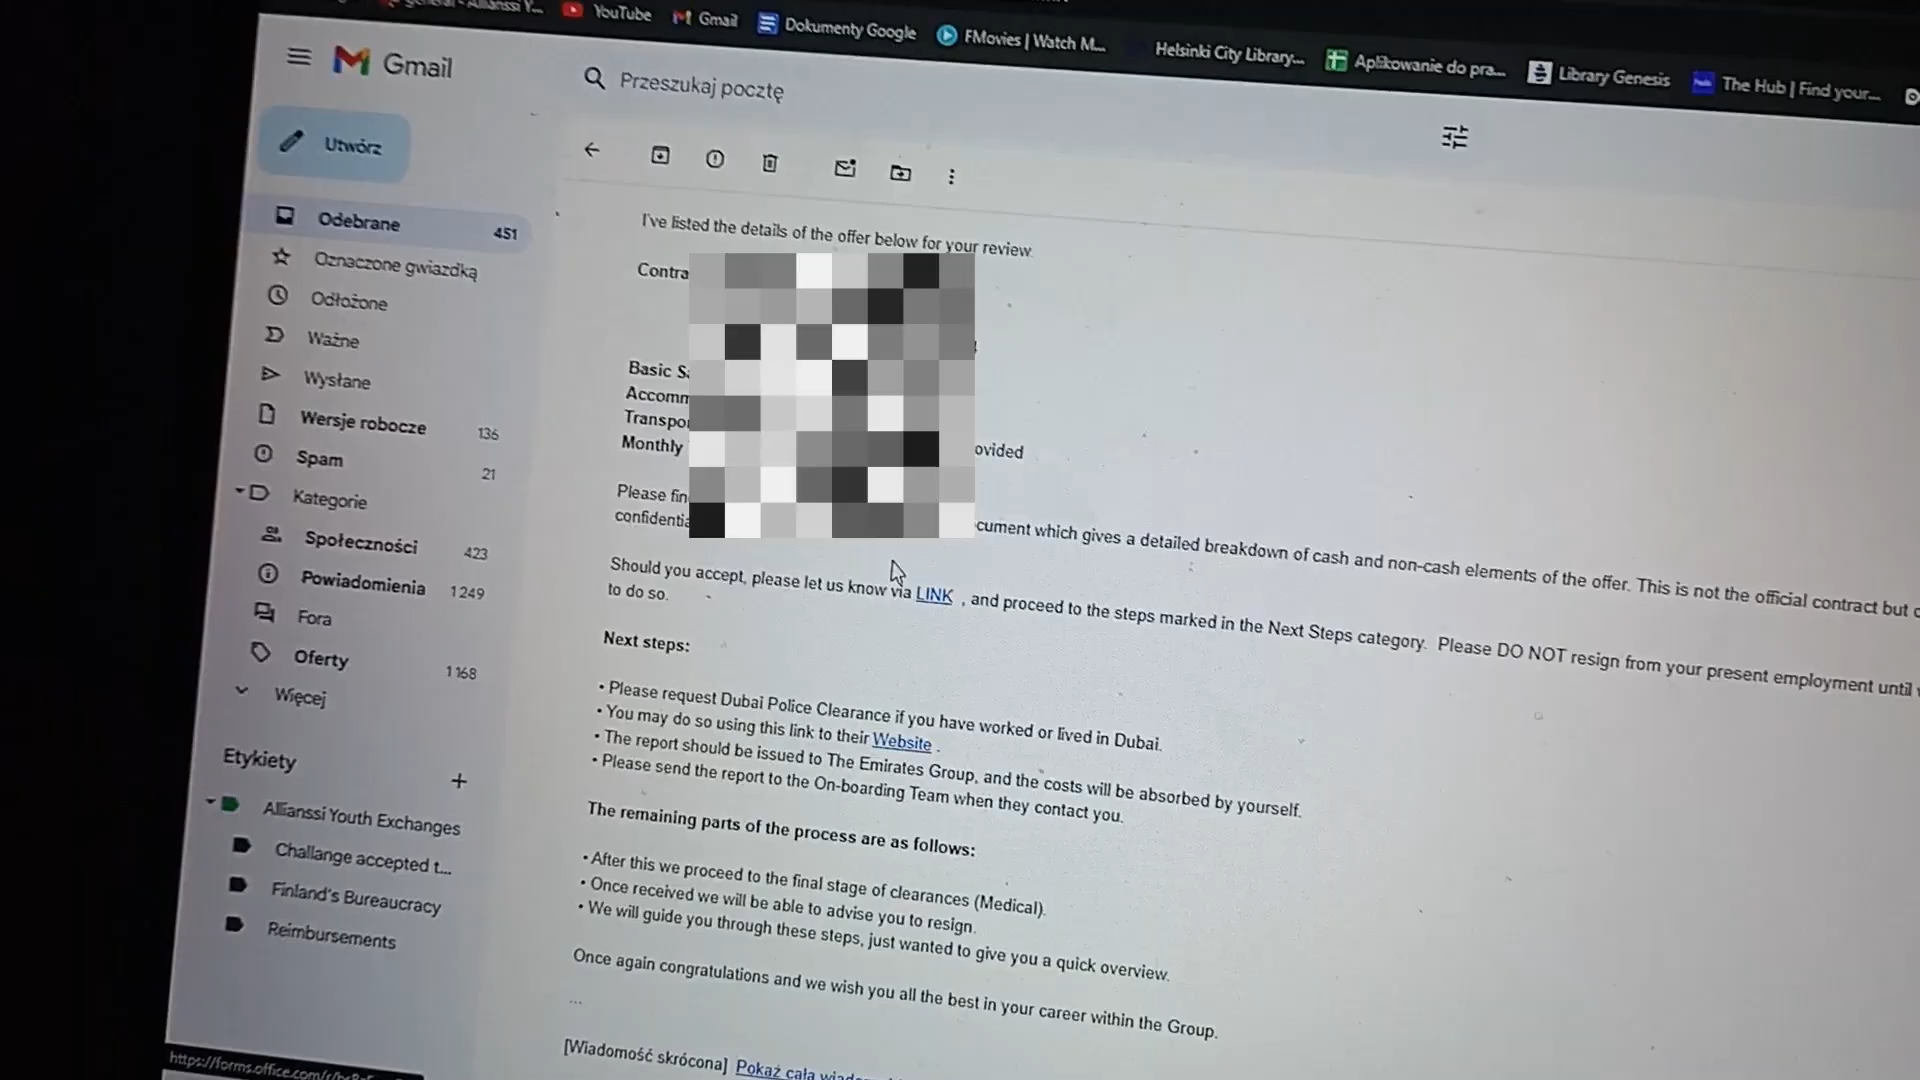 YouTube
Gmail
Dokumenty Google
FMovies | Watch M...
Helsinki City Library...
Aplikowanie do pra...
Library Genesis
The Hub | Find your...
Gmail
Przeszukaj pocztę
Utwórz
Odebrane 451
Oznaczone gwiazdką
Odłożone
Ważne
Wysłane
Wersje robocze 136
Spam 21
Kategorie
Społeczności 423
Powiadomienia 1 249
Fora
Oferty 1 168
Więcej
Etykiety
Allianssi Youth Exchanges
Challange accepted t...
Finland's Bureaucracy
Reimbursements
I've listed the details of the offer below for your review.
Basic
Monthly
Please
cash and non-cash elements of the offer. This is not the official contract but
which gives a detailed breakdown of
Should you accept, please let us know via LINK , and proceed to the steps marked in the Next Steps category. Please DO NOT resign from your present employment until
to do so.
Next steps:
• Please request Dubai Police Clearance if you have worked or lived in Dubai.
• You may do so using this link to their Website .
• The report should be issued to The Emirates Group, and the costs will be absorbed by yourself.
• Please send the report to the On-boarding Team when they contact you.
The remaining parts of the process are as follows:
• After this we proceed to the final stage of clearances (Medical).
• Once received we will be able to advise you to resign.
• We will guide you through these steps, just wanted to give you a quick overview.
Once again congratulations and we wish you all the best in your career within the Group.
...
[Wiadomość skrócona] Pokaż całą